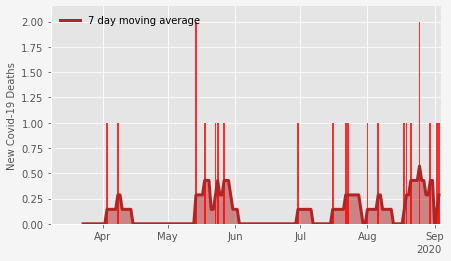 7 day moving average
New Covid-19 Deaths
2.00
1.75
1.50
1.25
1.00
0.75
0.50
0.25
0.00
Apr
May
Jun
Jul
Aug
Sep
2020